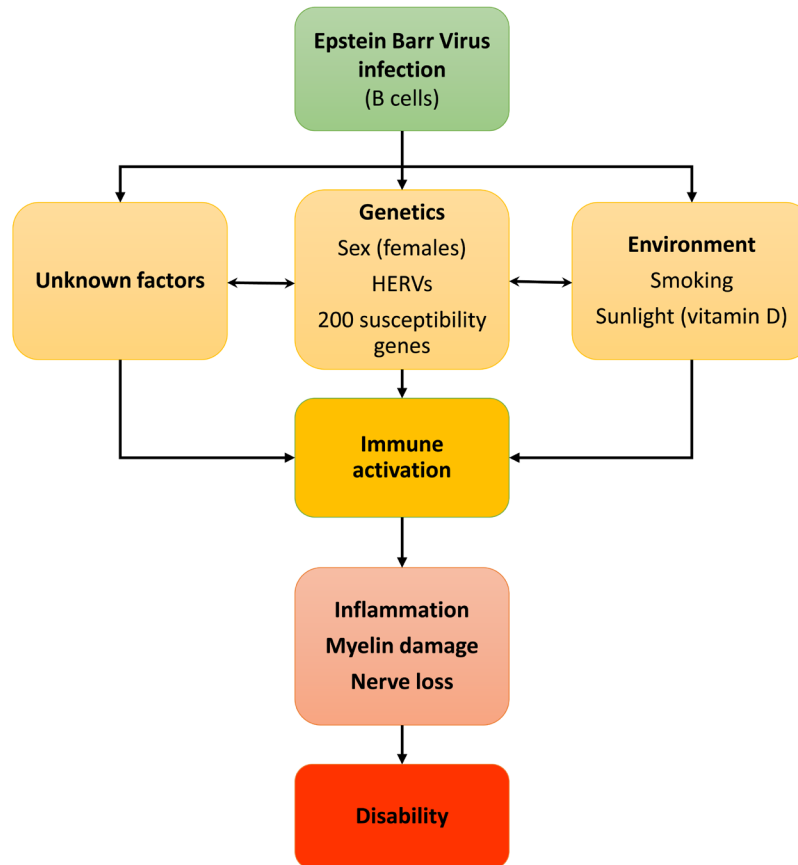 Epstein Barr Virus
infection
(B cells)
Unknown factors
Genetics
Sex (females)
HERVs
200 susceptibility
genes
Environment
Smoking
Sunlight (vitamin D)
Immune
activation
Inflammation
Myelin damage
Nerve loss
Disability